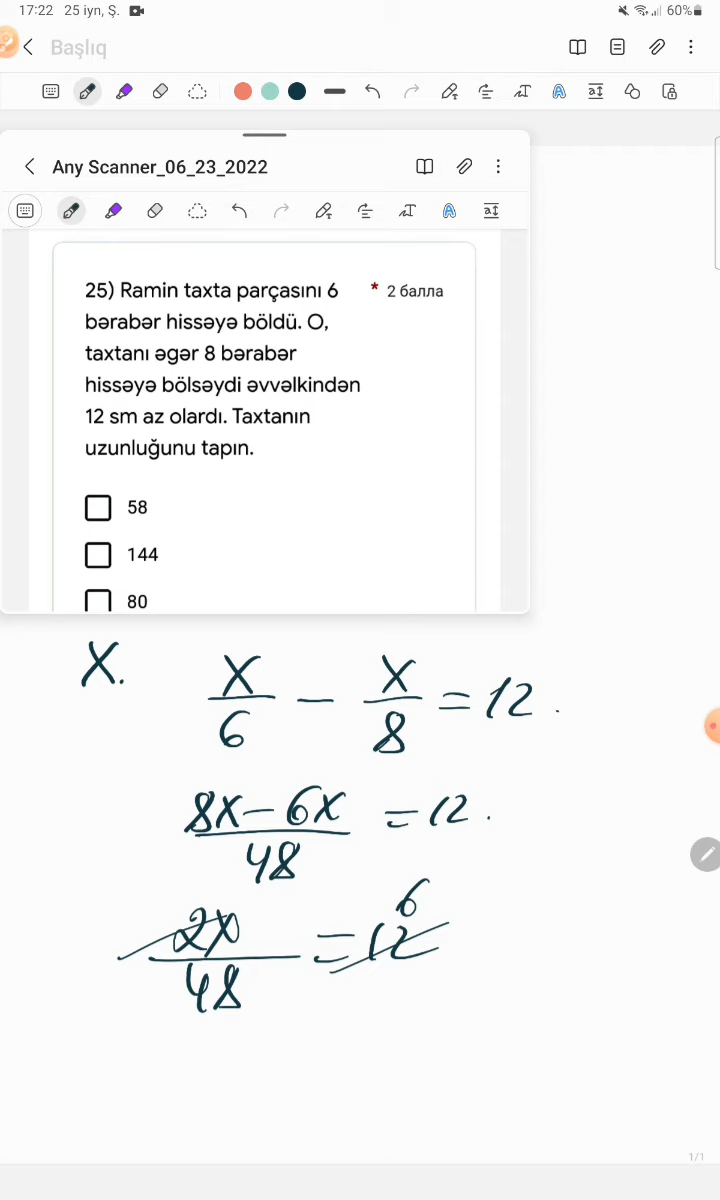 17:22 25 iyn, Ş. 60%
Başlıq
Any Scanner_06_23_2022
25) Ramin taxta parçasını 6 * 2 балла
bərabər hissəyə böldü. O,
taxtanı əgər 8 bərabər
hissəyə bölsəydi əvvəlkindən
12 sm az olardı. Taxtanın
uzunluğunu tapın.
58
144
80
X. X/6 - X/8 = 12.
8X - 6X / 48 = 12.
6
2X / 48 = 12
1/1